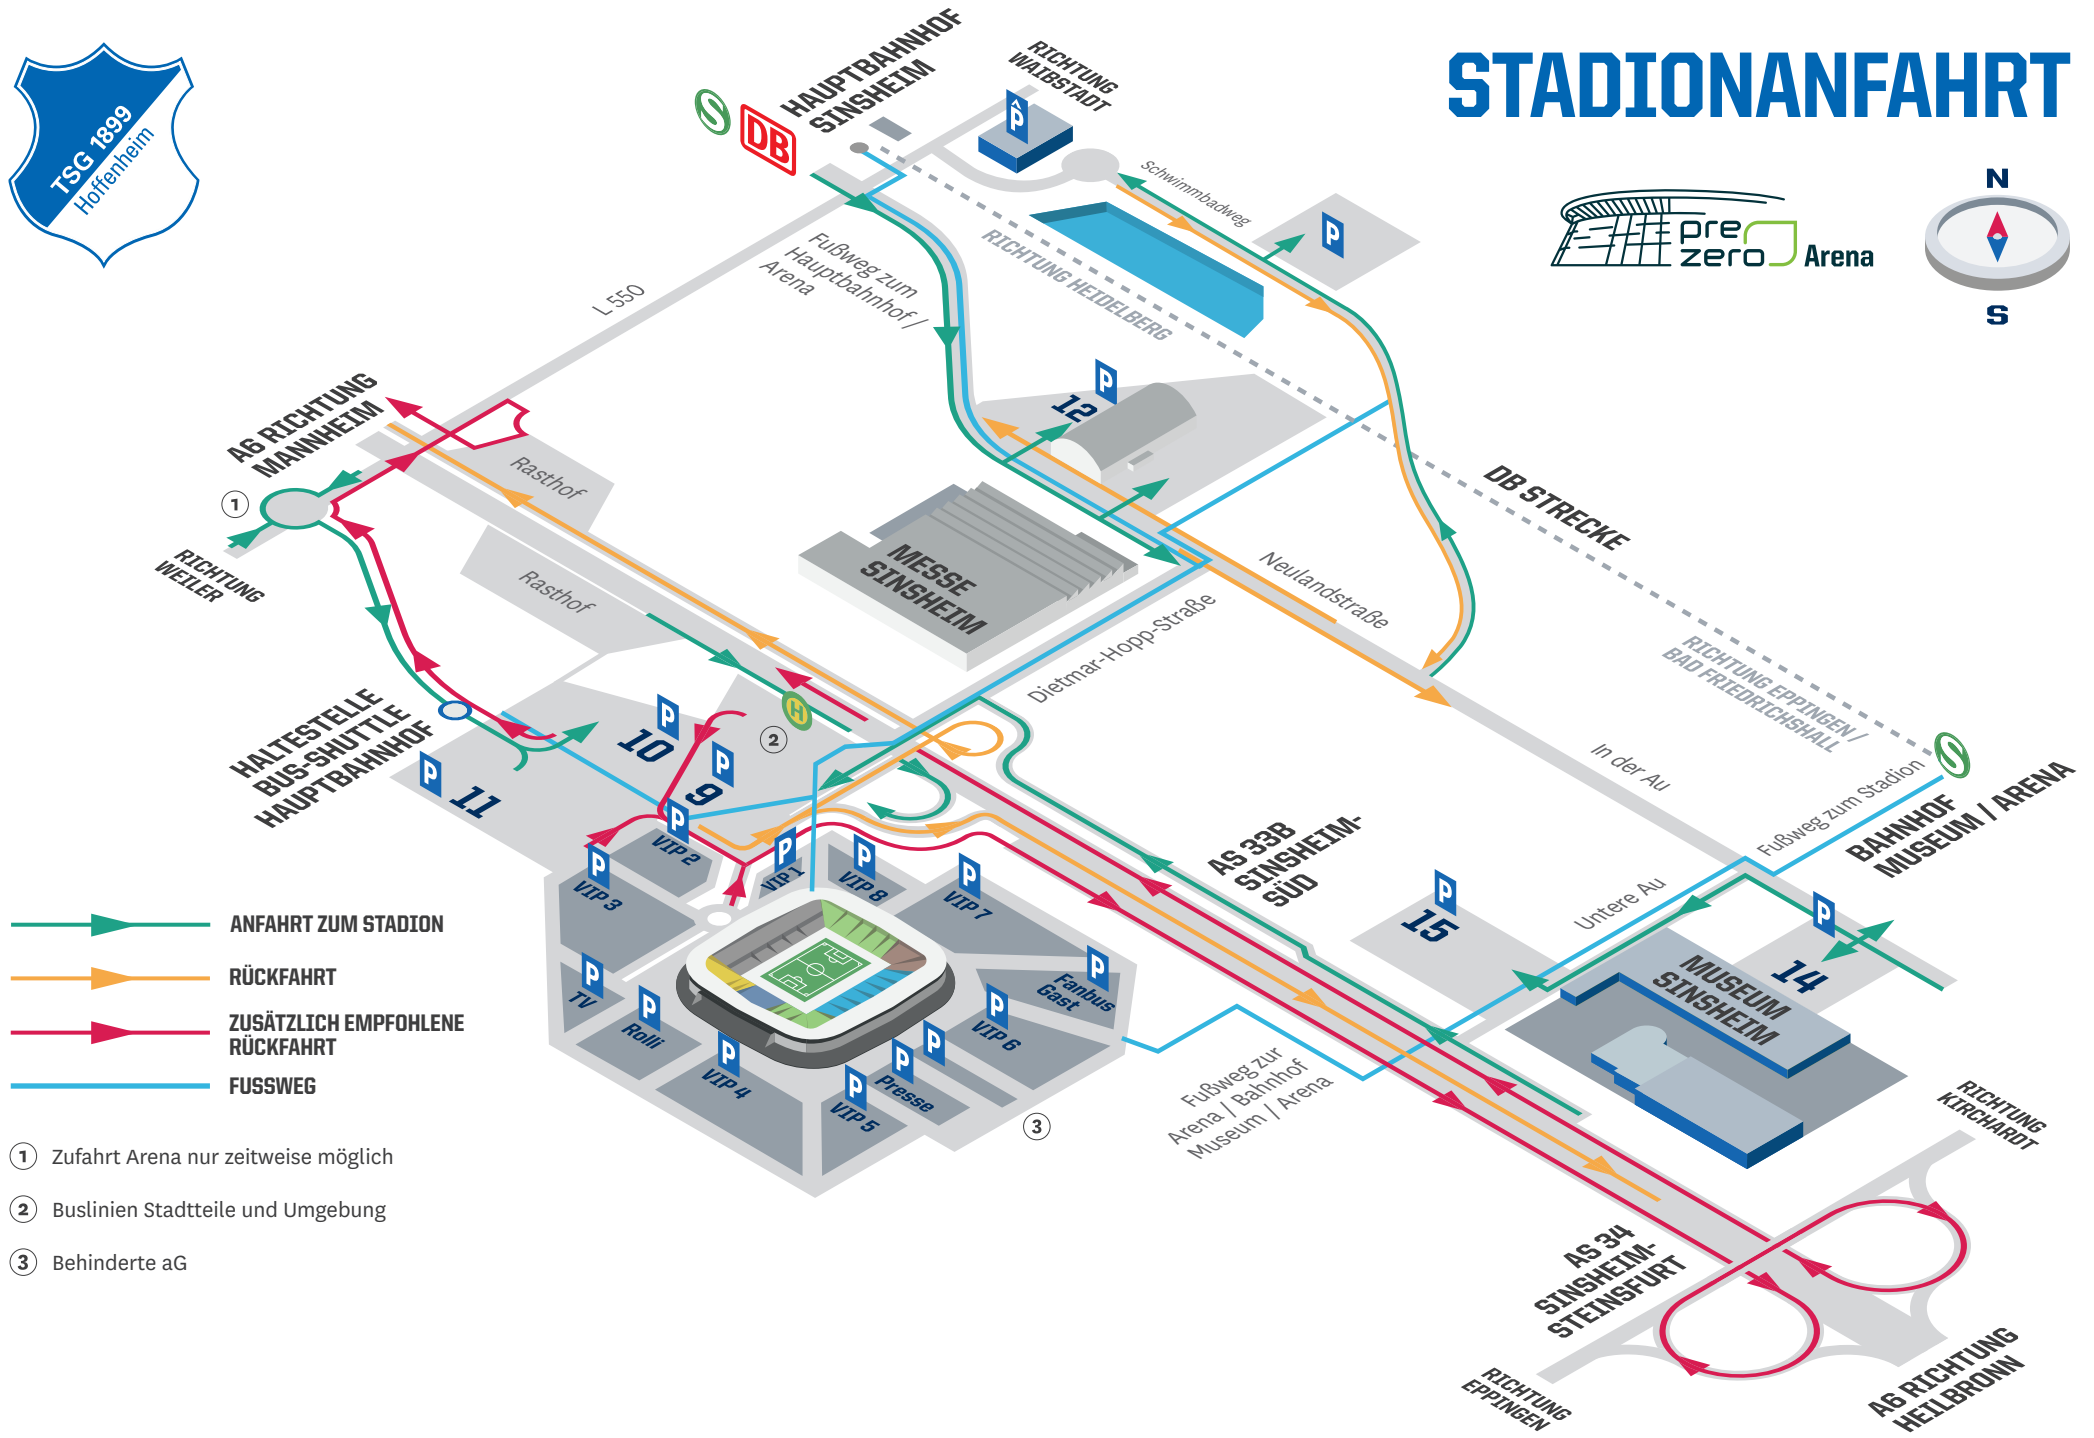 STADIONANFAHRT
TSG 1899
Hoffenheim
S
DB
HAUPTBAHNHOF
SINSHEIM
RICHTUNG
WAIBSTADT
P
Schwimmbadweg
P
pre
zero
Arena
N
S
Fußweg zum
Hauptbahnhof /
Arena
RICHTUNG HEIDELBERG
L 550
A6 RICHTUNG
MANNHEIM
P
12
Rasthof
1
RICHTUNG
WEILER
Rasthof
MESSE
SINSHEIM
DB STRECKE
Neulandstraße
Dietmar-Hopp-Straße
RICHTUNG EPPINGEN /
BAD FRIEDRICHSHALL
HALTESTELLE
BUS-SHUTTLE
HAUPTBAHNHOF
P
10
H
2
P
9
P
11
In der Au
S
Fußweg zum Stadion
BAHNHOF
MUSEUM / ARENA
AS 33B
SINSHEIM-
SÜD
P
VIP 2
P
VIP 1
P
VIP 3
P
VIP 8
P
VIP 7
P
15
Untere Au
P
14
MUSEUM
SINSHEIM
P
TV
P
Rolli
P
VIP 4
P
VIP 5
P
Presse
P
P
VIP 6
P
Fanbus
Gast
3
Fußweg zur
Arena / Bahnhof
Museum / Arena
RICHTUNG
KIRCHARDT
AS 34
SINSHEIM-
STEINSFURT
RICHTUNG
EPPINGEN
A6 RICHTUNG
HEILBRONN
ANFAHRT ZUM STADION
RÜCKFAHRT
ZUSÄTZLICH EMPFOHLENE
RÜCKFAHRT
FUSSWEG
1 Zufahrt Arena nur zeitweise möglich
2 Buslinien Stadtteile und Umgebung
3 Behinderte aG